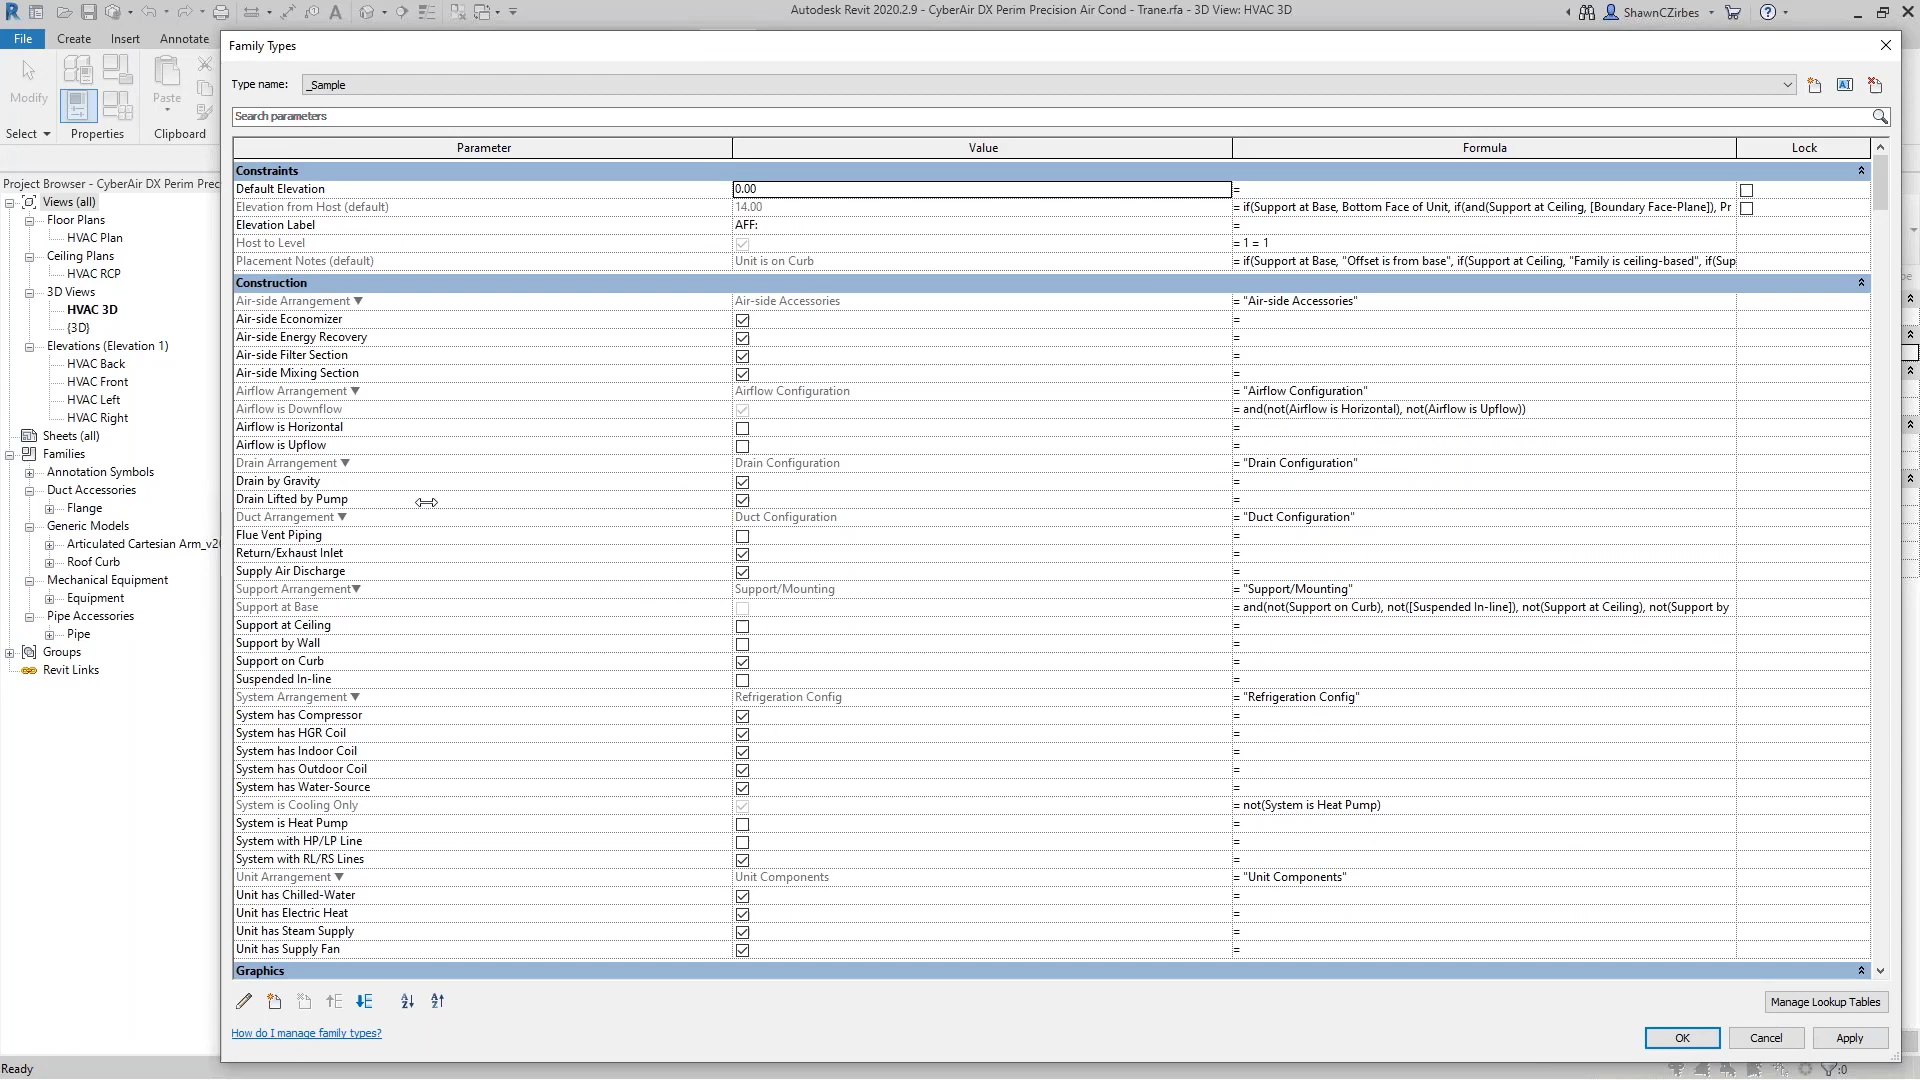 Autodesk Revit 2020.2.9 - CyberAir DX Perim Precision Air Cond - Trane.rfa - 3D View: HVAC 3D
ShawnCZirbes
File Create Insert Annotate
Family Types
Type name: _Sample
Search parameters
Modify
Paste
Select Properties Clipboard
Parameter Value Formula Lock
Project Browser - CyberAir DX Perim Prec
Views (all)
Floor Plans
HVAC Plan
Ceiling Plans
HVAC RCP
3D Views
HVAC 3D
{3D}
Elevations (Elevation 1)
HVAC Back
HVAC Front
HVAC Left
HVAC Right
Sheets (all)
Families
Annotation Symbols
Duct Accessories
Flange
Generic Models
Articulated Cartesian Arm_v2
Roof Curb
Mechanical Equipment
Equipment
Pipe Accessories
Pipe
Groups
Revit Links
Constraints
Default Elevation 0.00 =
Elevation from Host (default) 14.00 = if(Support at Base, Bottom Face of Unit, if(and(Support at Ceiling, [Boundary Face-Plane]), Pr
Elevation Label AFF: =
Host to Level = 1 = 1
Placement Notes (default) Unit is on Curb = if(Support at Base, "Offset is from base", if(Support at Ceiling, "Family is ceiling-based", if(Sup
Construction
Air-side Arrangement ▼ Air-side Accessories = "Air-side Accessories"
Air-side Economizer =
Air-side Energy Recovery =
Air-side Filter Section =
Air-side Mixing Section =
Airflow Arrangement ▼ Airflow Configuration = "Airflow Configuration"
Airflow is Downflow = and(not(Airflow is Horizontal), not(Airflow is Upflow))
Airflow is Horizontal =
Airflow is Upflow =
Drain Arrangement ▼ Drain Configuration = "Drain Configuration"
Drain by Gravity =
Drain Lifted by Pump =
Duct Arrangement ▼ Duct Configuration = "Duct Configuration"
Flue Vent Piping =
Return/Exhaust Inlet =
Supply Air Discharge =
Support Arrangement▼ Support/Mounting = "Support/Mounting"
Support at Base = and(not(Support on Curb), not([Suspended In-line]), not(Support at Ceiling), not(Support by
Support at Ceiling =
Support by Wall =
Support on Curb =
Suspended In-line =
System Arrangement ▼ Refrigeration Config = "Refrigeration Config"
System has Compressor =
System has HGR Coil =
System has Indoor Coil =
System has Outdoor Coil =
System has Water-Source =
System is Cooling Only = not(System is Heat Pump)
System is Heat Pump =
System with HP/LP Line =
System with RL/RS Lines =
Unit Arrangement ▼ Unit Components = "Unit Components"
Unit has Chilled-Water =
Unit has Electric Heat =
Unit has Steam Supply =
Unit has Supply Fan =
Graphics
Manage Lookup Tables
How do I manage family types?
OK Cancel Apply
Ready
:0